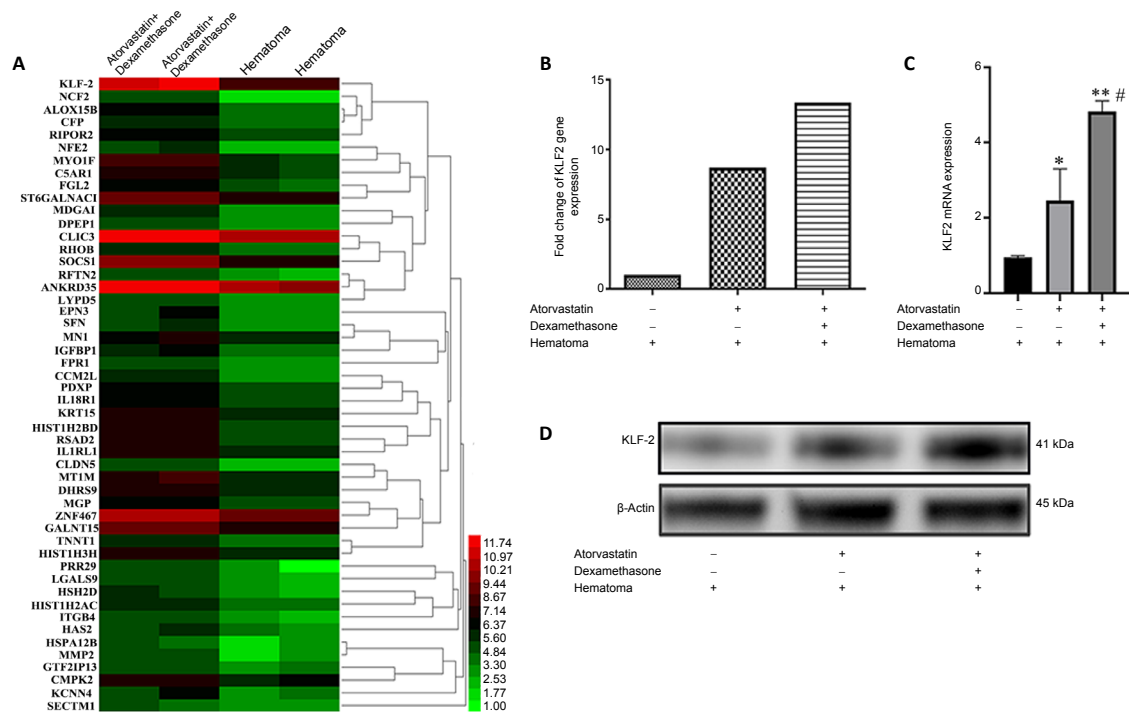 A
Atorvastatin+
Dexamethasone
Atorvastatin+
Dexamethasone
Hematoma
Hematoma
KLF-2
NCF2
ALOX15B
CFP
RIPOR2
NFE2
MYO1F
C5AR1
FGL2
ST6GALNACI
MDGAI
DPEP1
CLIC3
RHOB
SOCS1
RFTN2
ANKRD35
LYPD5
EPN3
SFN
MN1
IGFBP1
FPR1
CCM2L
PDXP
IL18R1
KRT15
HIST1H2BD
RSAD2
IL1RL1
CLDN5
MT1M
DHRS9
MGP
ZNF467
GALNT15
TNNT1
HIST1H3H
PRR29
LGALS9
HSH2D
HIST1H2AC
ITGB4
HAS2
HSPA12B
MMP2
GTF2IP13
CMPK2
KCNN4
SECTM1
11.74
10.97
10.21
9.44
8.67
7.14
6.37
5.60
4.84
3.30
2.53
1.77
1.00
B
Fold change of KLF2 gene
expression
15
10
5
0
Atorvastatin – + +
Dexamethasone – – +
Hematoma + + +
C
KLF2 mRNA expression
6
4
2
0
*
** #
Atorvastatin – + +
Dexamethasone – – +
Hematoma + + +
D
KLF-2 41 kDa
β-Actin 45 kDa
Atorvastatin – + +
Dexamethasone – – +
Hematoma + + +